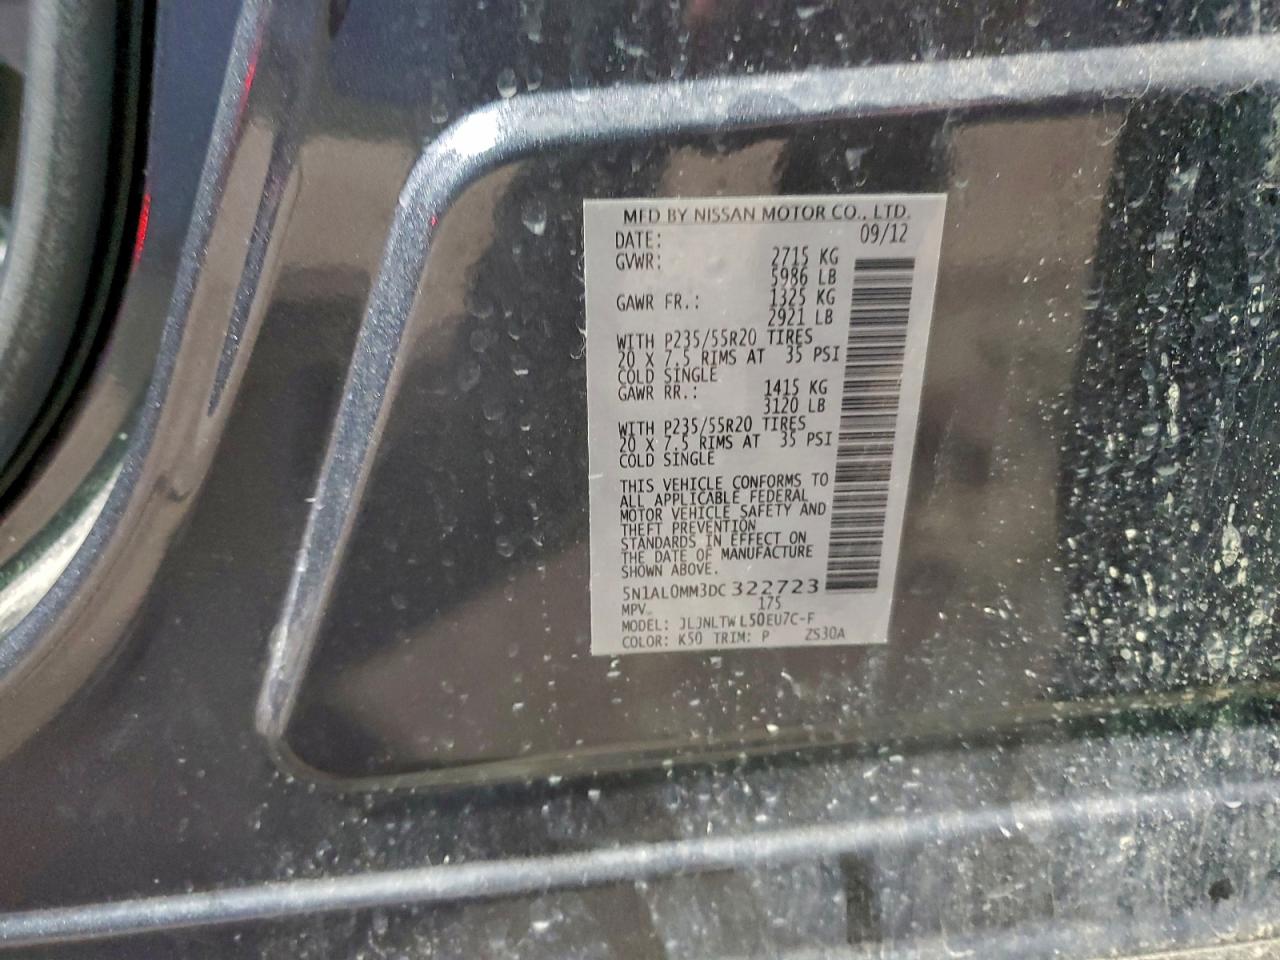 MFD BY NISSAN MOTOR CO., LTD.
DATE: 09/12
GVWR: 2715 KG
5986 LB
GAWR FR.: 1325 KG
2921 LB
WITH P235/55R20 TIRES
20 X 7.5 RIMS AT 35 PSI
COLD SINGLE
GAWR RR.: 1415 KG
3120 LB
WITH P235/55R20 TIRES
20 X 7.5 RIMS AT 35 PSI
COLD SINGLE
THIS VEHICLE CONFORMS TO
ALL APPLICABLE FEDERAL
MOTOR VEHICLE SAFETY AND
THEFT PREVENTION
STANDARDS IN EFFECT ON
THE DATE OF MANUFACTURE
SHOWN ABOVE.
5N1AL0MM3DC 322723
MPV 175
MODEL: JLJNLTW L50EU7C-F
COLOR: K50 TRIM: P ZS30A